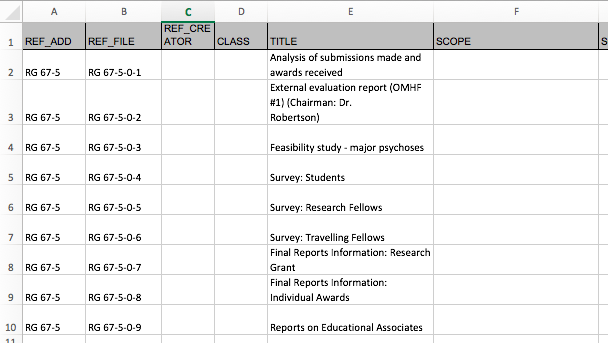 A B C D E F
1 REF_ADD REF_FILE REF_CRE
ATOR CLASS TITLE SCOPE S
2 RG 67-5 RG 67-5-0-1 Analysis of submissions made and
awards received
3 RG 67-5 RG 67-5-0-2 External evaluation report (OMHF
#1) (Chairman: Dr.
Robertson)
4 RG 67-5 RG 67-5-0-3 Feasibility study - major psychoses
5 RG 67-5 RG 67-5-0-4 Survey: Students
6 RG 67-5 RG 67-5-0-5 Survey: Research Fellows
7 RG 67-5 RG 67-5-0-6 Survey: Travelling Fellows
8 RG 67-5 RG 67-5-0-7 Final Reports Information: Research
Grant
9 RG 67-5 RG 67-5-0-8 Final Reports Information:
Individual Awards
10 RG 67-5 RG 67-5-0-9 Reports on Educational Associates
11